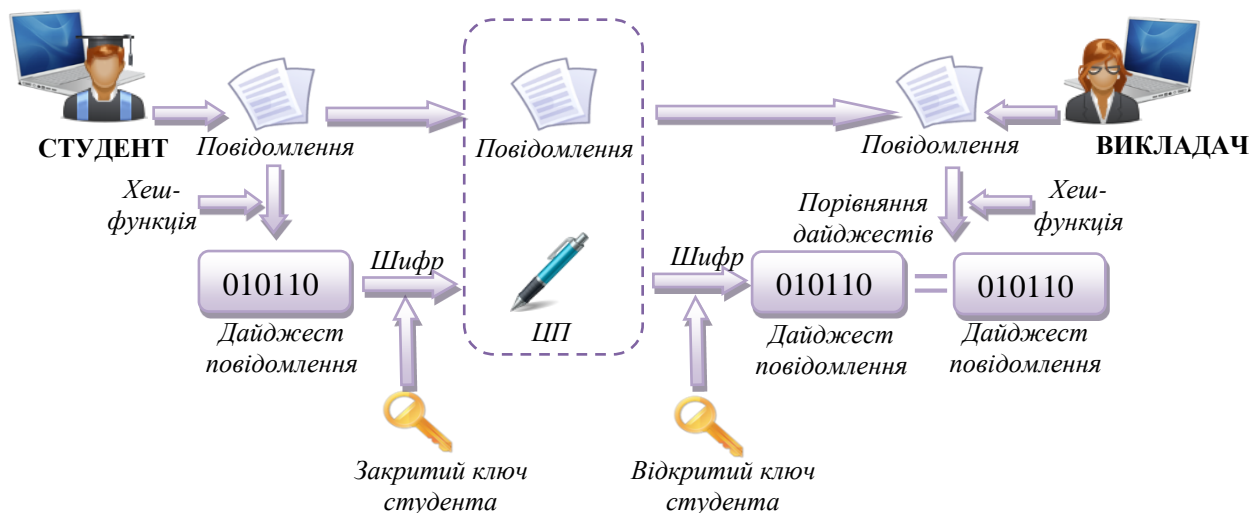 СТУДЕНТ
Повідомлення
Повідомлення
Повідомлення
ВИКЛАДАЧ
Хеш-
функція
Порівняння
дайджестів
Хеш-
функція
010110
Шифр
Шифр
010110
010110
Дайджест
повідомлення
ЦП
Дайджест
повідомлення
Дайджест
повідомлення
Закритий ключ
студента
Відкритий ключ
студента